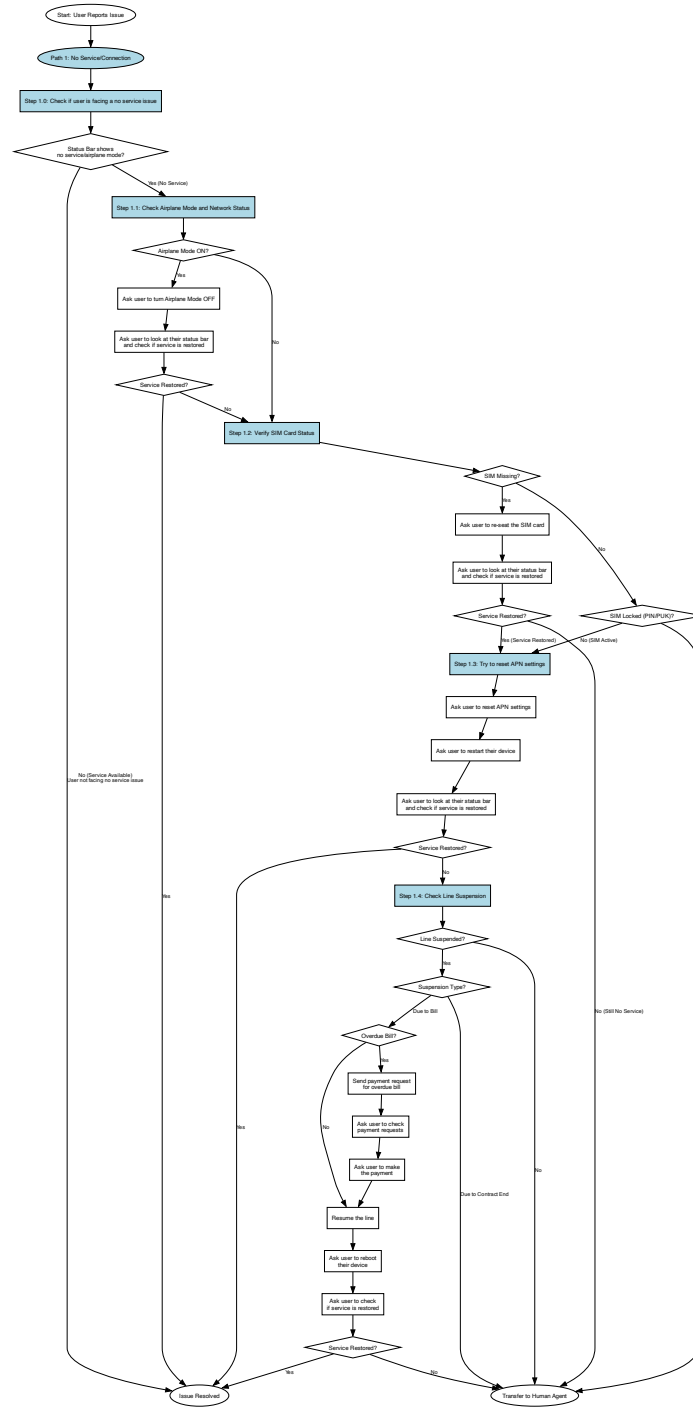 Start: User Reports Issue
Path 1: No Service/Connection
Step 1.0: Check if user is facing a no service issue
Status Bar shows
no service/airplane mode?
Yes (No Service)
Step 1.1: Check Airplane Mode and Network Status
Airplane Mode ON?
Yes
Ask user to turn Airplane Mode OFF
Ask user to look at their status bar
and check if service is restored
No
Service Restored?
No
Step 1.2: Verify SIM Card Status
SIM Missing?
Yes
Ask user to re-seat the SIM card
No
Ask user to look at their status bar
and check if service is restored
Service Restored?
SIM Locked (PIN/PUK)?
Yes (Service Restored)
No (SIM Active)
Step 1.3: Try to reset APN settings
Ask user to reset APN settings
Ask user to restart their device
No (Service Available)
User not facing no service issue
Ask user to look at their status bar
and check if service is restored
Service Restored?
No
Yes
Step 1.4: Check Line Suspension
Line Suspended?
Yes
Suspension Type?
No (Still No Service)
Due to Bill
Overdue Bill?
Yes
Send payment request
for overdue bill
Ask user to check
payment requests
Yes
No
Ask user to make
the payment
No
Due to Contract End
Resume the line
Ask user to reboot
their device
Ask user to check
if service is restored
Service Restored?
Yes
No
Issue Resolved
Transfer to Human Agent